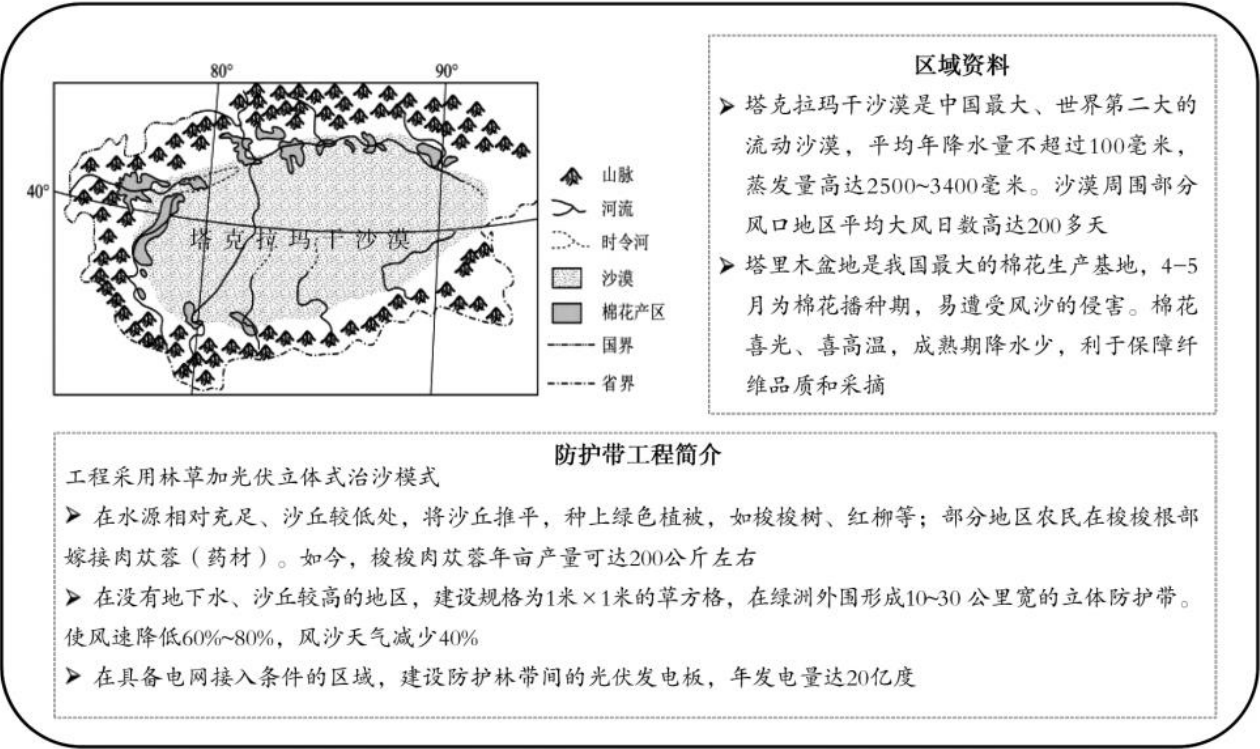 80°
90°
40°
塔克拉玛干沙漠
山脉
河流
时令河
沙漠
棉花产区
国界
省界
区域资料
➤ 塔克拉玛干沙漠是中国最大、世界第二大的
流动沙漠，平均年降水量不超过100毫米，
蒸发量高达2500~3400毫米。沙漠周围部分
风口地区平均大风日数高达200多天
➤ 塔里木盆地是我国最大的棉花生产基地，4-5
月为棉花播种期，易遭受风沙的侵害。棉花
喜光、喜高温，成熟期降水少，利于保障纤
维品质和采摘
防护带工程简介
工程采用林草加光伏立体式治沙模式
➤ 在水源相对充足、沙丘较低处，将沙丘推平，种上绿色植被，如梭梭树、红柳等；部分地区农民在梭梭根部
嫁接肉苁蓉（药材）。如今，梭梭肉苁蓉年亩产量可达200公斤左右
➤ 在没有地下水、沙丘较高的地区，建设规格为1米×1米的草方格，在绿洲外围形成10~30 公里宽的立体防护带。
使风速降低60%~80%，风沙天气减少40%
➤ 在具备电网接入条件的区域，建设防护林带间的光伏发电板，年发电量达20亿度